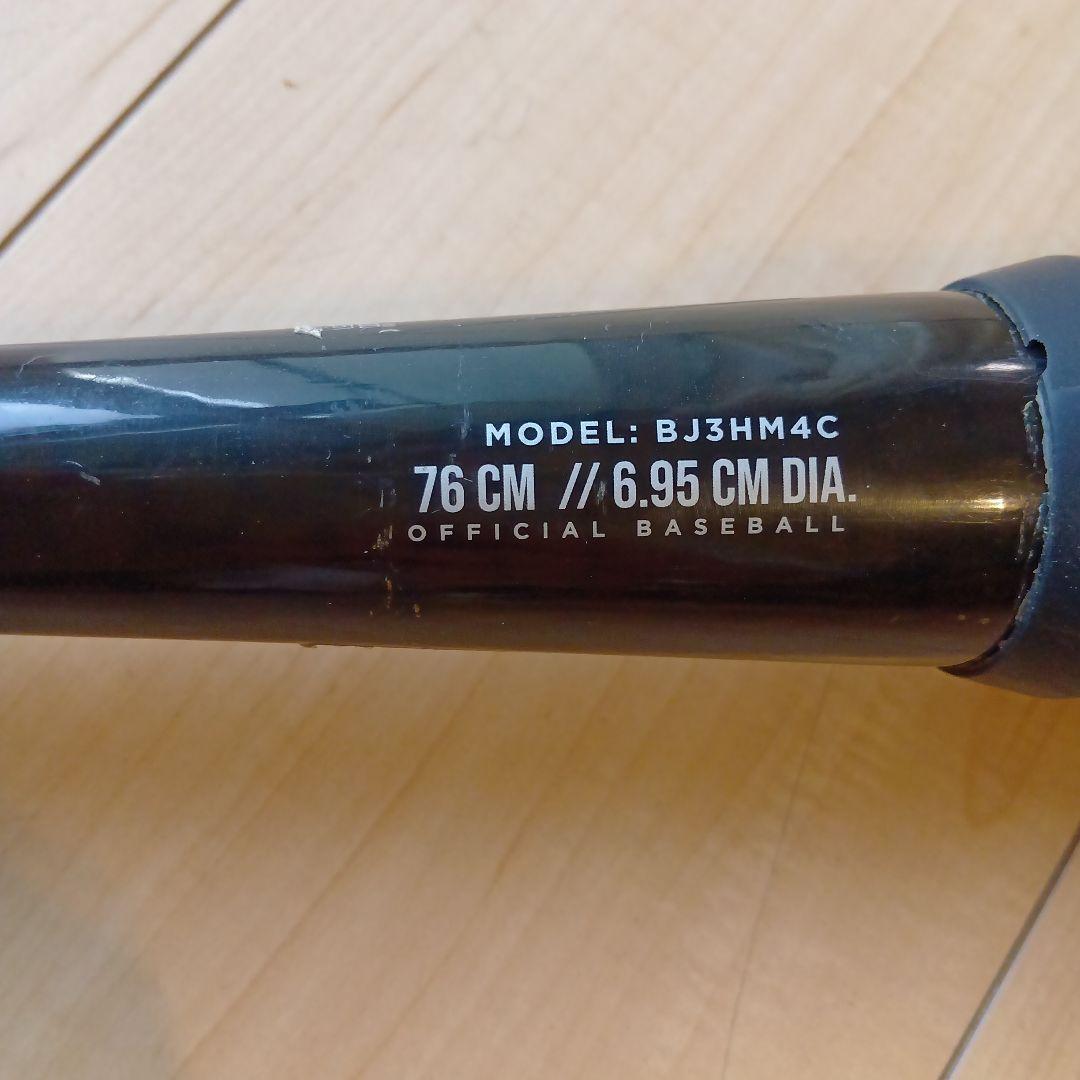 MODEL: BJ3HM4C
76 CM // 6.95 CM DIA.
OFFICIAL BASEBALL